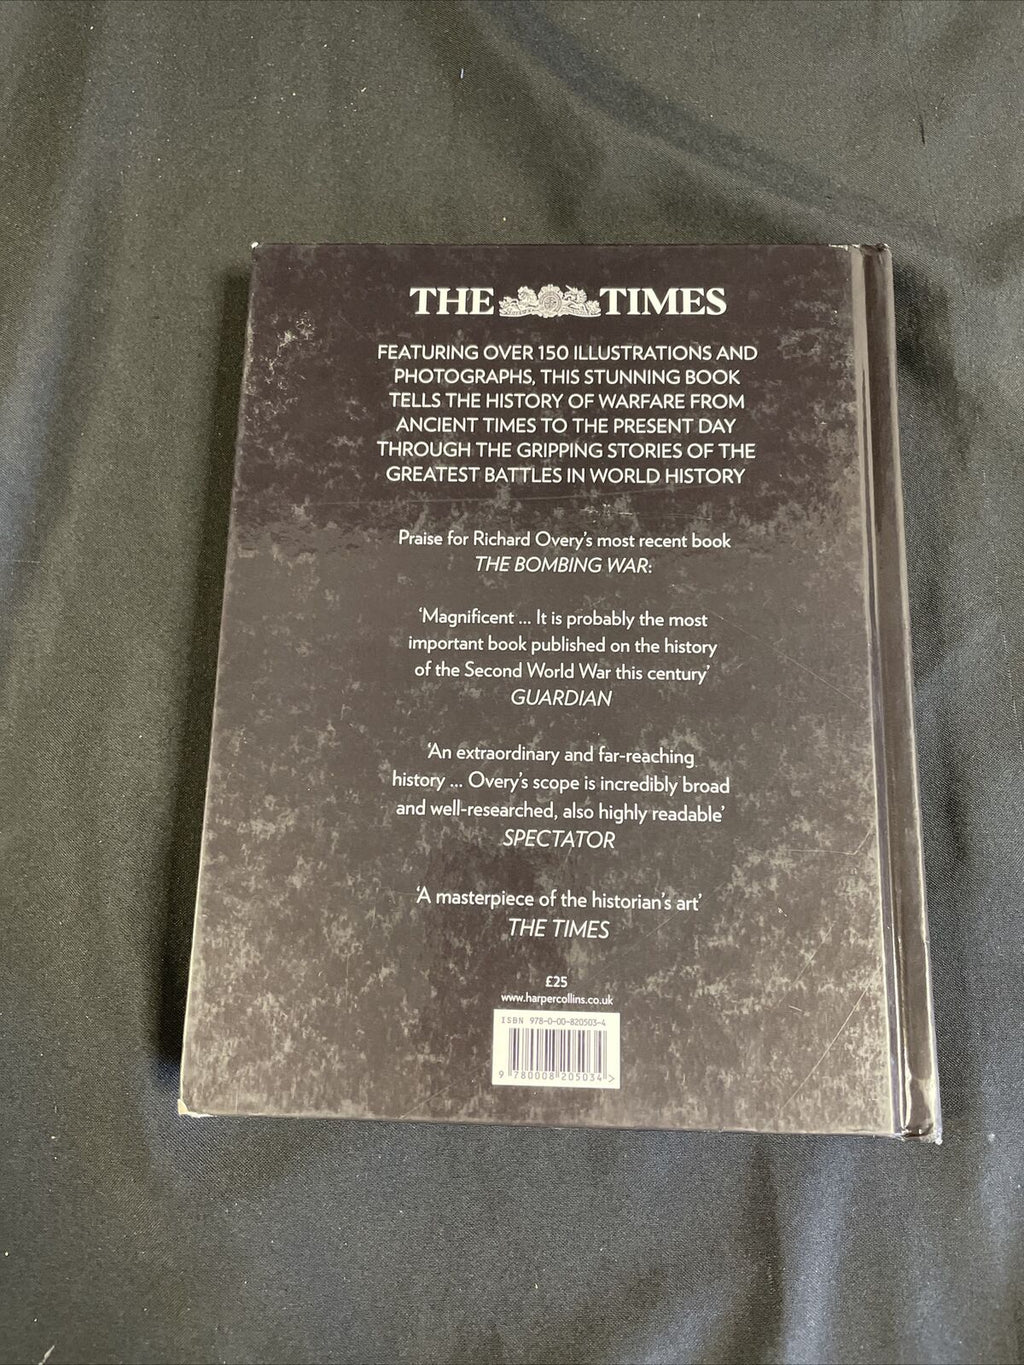 THE TIMES
FEATURING OVER 150 ILLUSTRATIONS AND
PHOTOGRAPHS, THIS STUNNING BOOK
TELLS THE HISTORY OF WARFARE FROM
ANCIENT TIMES TO THE PRESENT DAY
THROUGH THE GRIPPING STORIES OF THE
GREATEST BATTLES IN WORLD HISTORY
Praise for Richard Overy's most recent book
THE BOMBING WAR:
‘Magnificent ... It is probably the most
important book published on the history
of the Second World War this century’
GUARDIAN
‘An extraordinary and far-reaching
history ... Overy's scope is incredibly broad
and well-researched, also highly readable’
SPECTATOR
‘A masterpiece of the historian's art’
THE TIMES
£25
www.harpercollins.co.uk
ISBN 978-0-00-820503-4
9 780008 205034 >